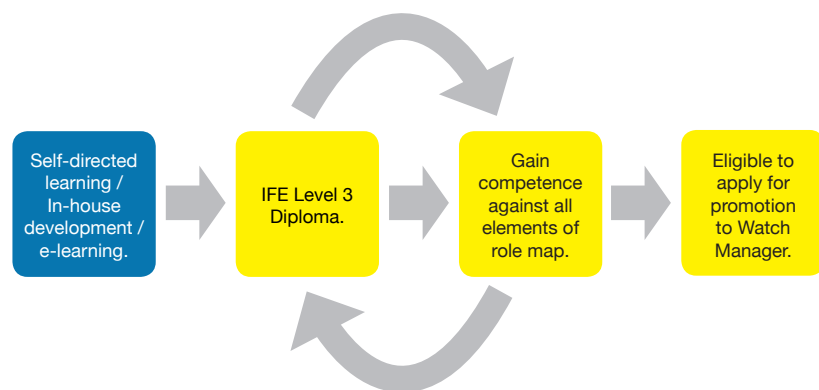 Self-directed
learning /
In-house
development /
e-learning.
IFE Level 3
Diploma.
Gain
competence
against all
elements of
role map.
Eligible to
apply for
promotion
to Watch
Manager.